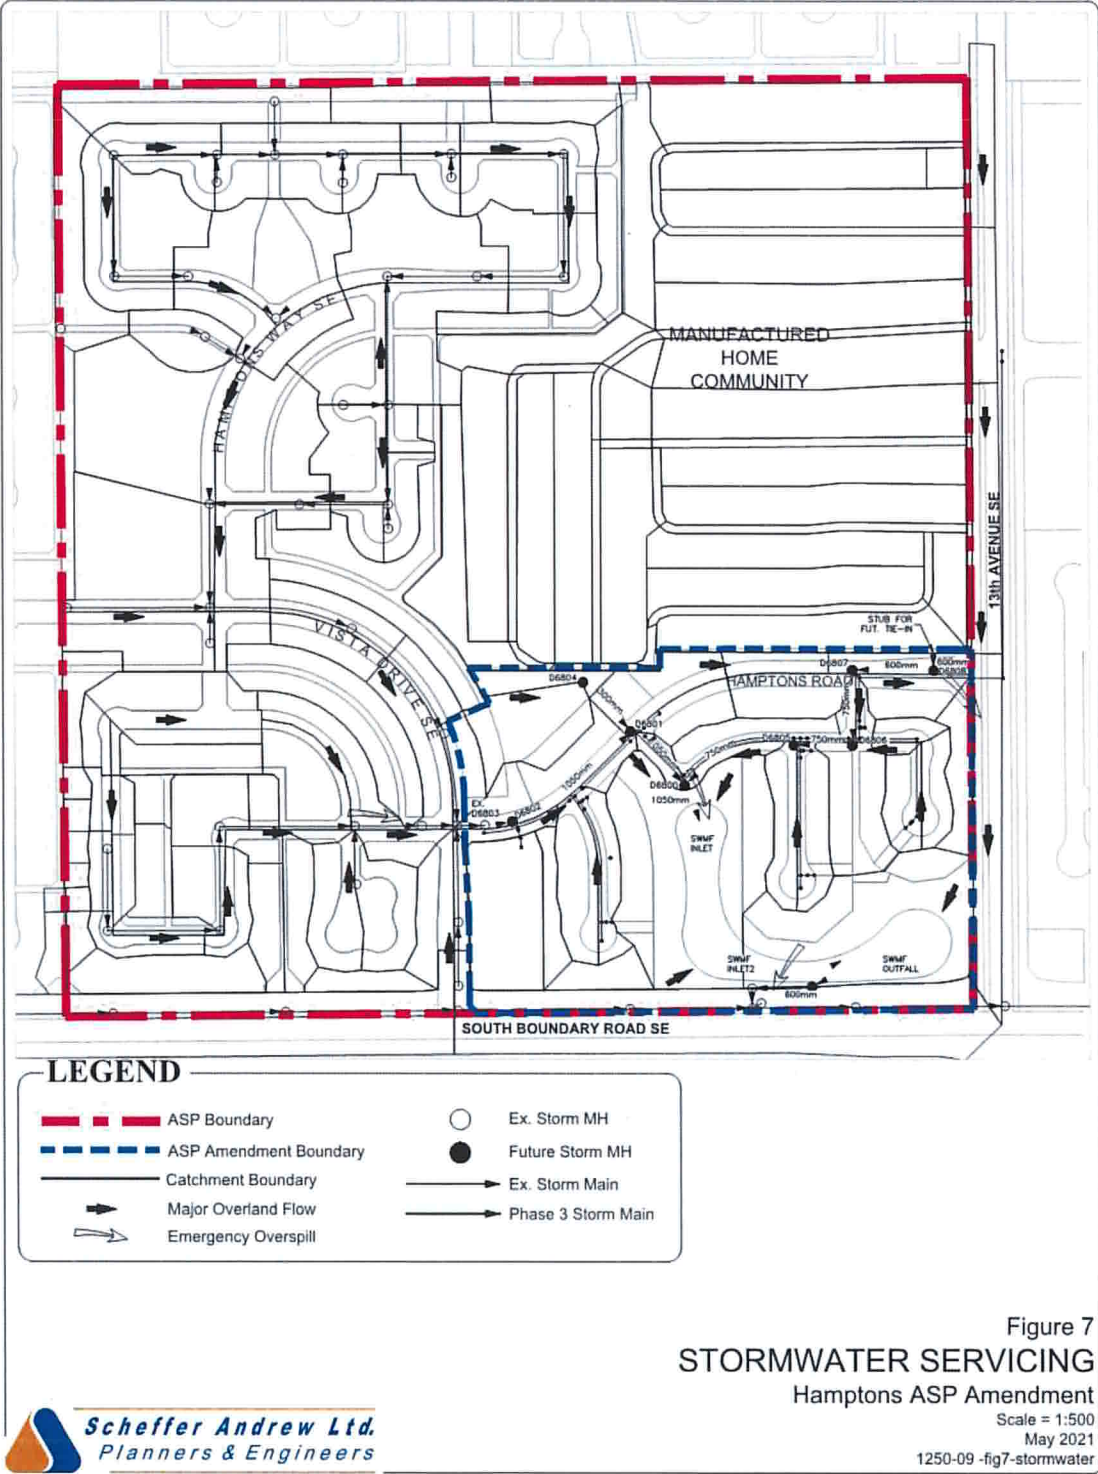 HAMPTONS WAY SE
MANUFACTURED
HOME
COMMUNITY
13th AVENUE SE
STUB FOR
FUT. TIE-IN
VISTA DRIVE SE
D6807
600mm
600mm
D6808
HAMPTONS ROAD
D6804
750mm
D6801
1050mm
750mm
D6805
750mm
D6806
D6800
1050mm
1050mm
EX.
D6803
D6802
SWMF
INLET
SWMF
INLET2
SWMF
OUTFALL
600mm
SOUTH BOUNDARY ROAD SE
LEGEND
ASP Boundary
Ex. Storm MH
ASP Amendment Boundary
Future Storm MH
Catchment Boundary
Ex. Storm Main
Major Overland Flow
Phase 3 Storm Main
Emergency Overspill
Figure 7
STORMWATER SERVICING
Hamptons ASP Amendment
Scale = 1:500
May 2021
1250-09 -fig7-stormwater
Scheffer Andrew Ltd.
Planners & Engineers